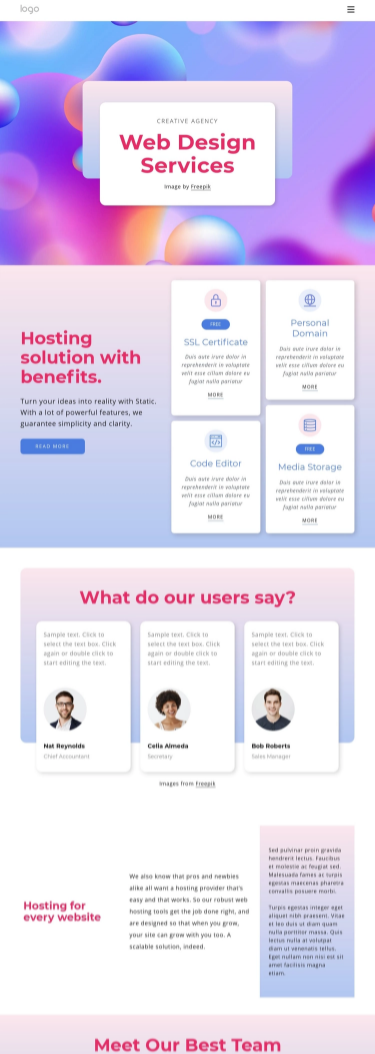 logo
CREATIVE AGENCY
Web Design
Services
Image by Freepik
Hosting
solution with
benefits.
Turn your ideas into reality with Static.
With a lot of powerful features, we
guarantee simplicity and clarity.
READ MORE
FREE
SSL Certificate
Duis aute irure dolor in
reprehenderit in voluptate
velit esse cillum dolore eu
fugiat nulla pariatur
MORE
Personal
Domain
Duis aute irure dolor in
reprehenderit in voluptate
velit esse cillum dolore eu
fugiat nulla pariatur
MORE
Code Editor
Duis aute irure dolor in
reprehenderit in voluptate
velit esse cillum dolore eu
fugiat nulla pariatur
MORE
FREE
Media Storage
Duis aute irure dolor in
reprehenderit in voluptate
velit esse cillum dolore eu
fugiat nulla pariatur
MORE
What do our users say?
Sample text. Click to
select the text box. Click
again or double click to
start editing the text.
Nat Reynolds
Chief Accountant
Sample text. Click to
select the text box. Click
again or double click to
start editing the text.
Celia Almeda
Secretary
Sample text. Click to
select the text box. Click
again or double click to
start editing the text.
Bob Roberts
Sales Manager
Images from Freepik
Hosting for
every website
We also know that pros and newbies
alike all want a hosting provider that's
easy and that works. So our robust web
hosting tools get the job done right, and
are designed so that when you grow,
your site can grow with you too. A
scalable solution, indeed.
Sed pulvinar proin gravida
hendrerit lectus. Faucibus
et molestie ac feugiat sed.
Malesuada fames ac turpis
egestas maecenas pharetra
convallis posuere morbi.
Turpis egestas integer eget
aliquet nibh praesent. Vitae
et leo duis ut diam quam
nulla porttitor massa. Quis
lectus nulla at volutpat
diam ut venenatis tellus.
Eget nullam non nisi est sit
amet facilisis magna
etiam.
Meet Our Best Team